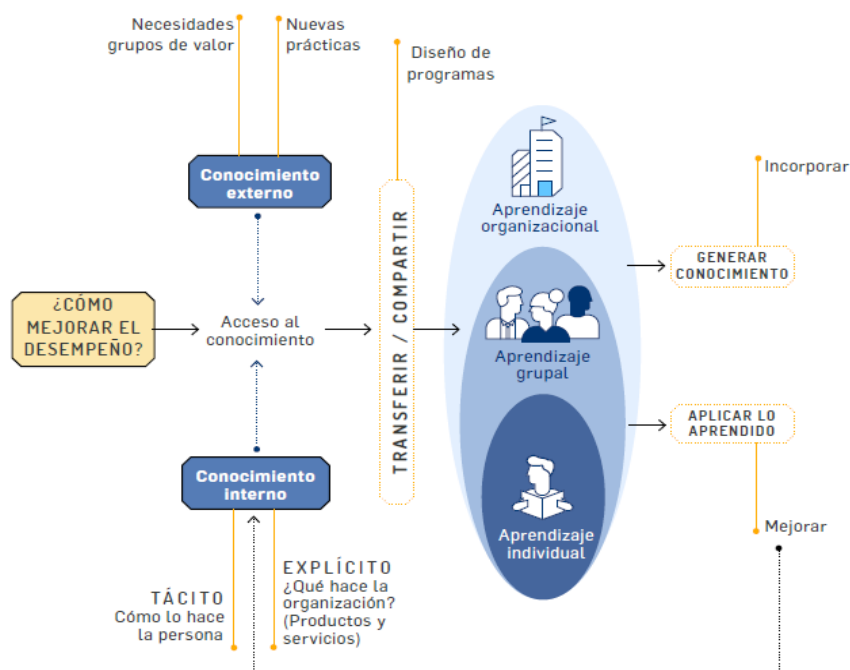 Necesidades
grupos de valor
Nuevas
prácticas
Diseño de
programas
Conocimiento
externo
Aprendizaje
organizacional
Incorporar
GENERAR
CONOCIMIENTO
¿CÓMO
MEJORAR EL
DESEMPEÑO?
Acceso al
conocimiento
TRANSFERIR / COMPARTIR
Aprendizaje
grupal
APLICAR LO
APRENDIDO
Conocimiento
interno
Aprendizaje
individual
Mejorar
TÁCITO
Cómo lo hace
la persona
EXPLÍCITO
¿Qué hace la
organización?
(Productos y
servicios)